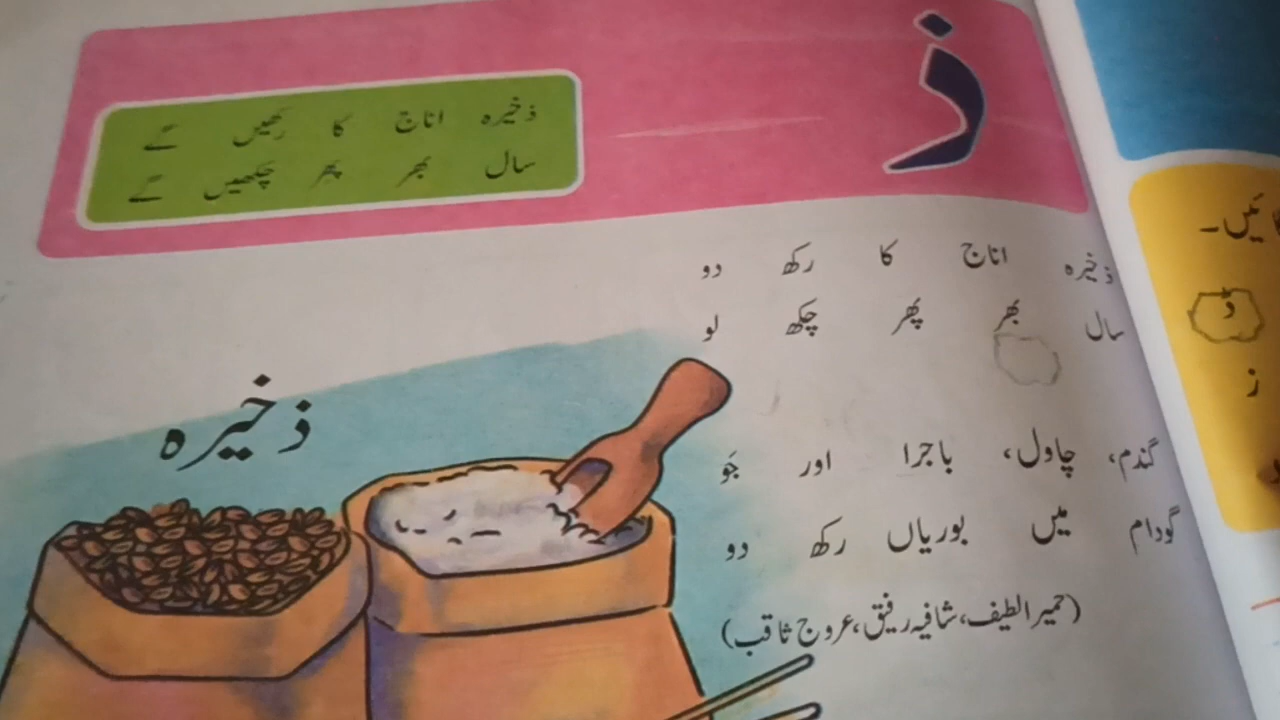 ذ
ذخیرہ اناج کا رکھیں گے
سال بھر پھر چکھیں گے
ذخیرہ اناج کا رکھ دو
سال بھر پھر چکھ لو
ذخیرہ
گندم، چاول، باجرا اور جَو
گودام میں بوریاں رکھ دو
(حمیرا لطیف، شافیہ رفیق، عروج ثاقب)
ڈ
ز